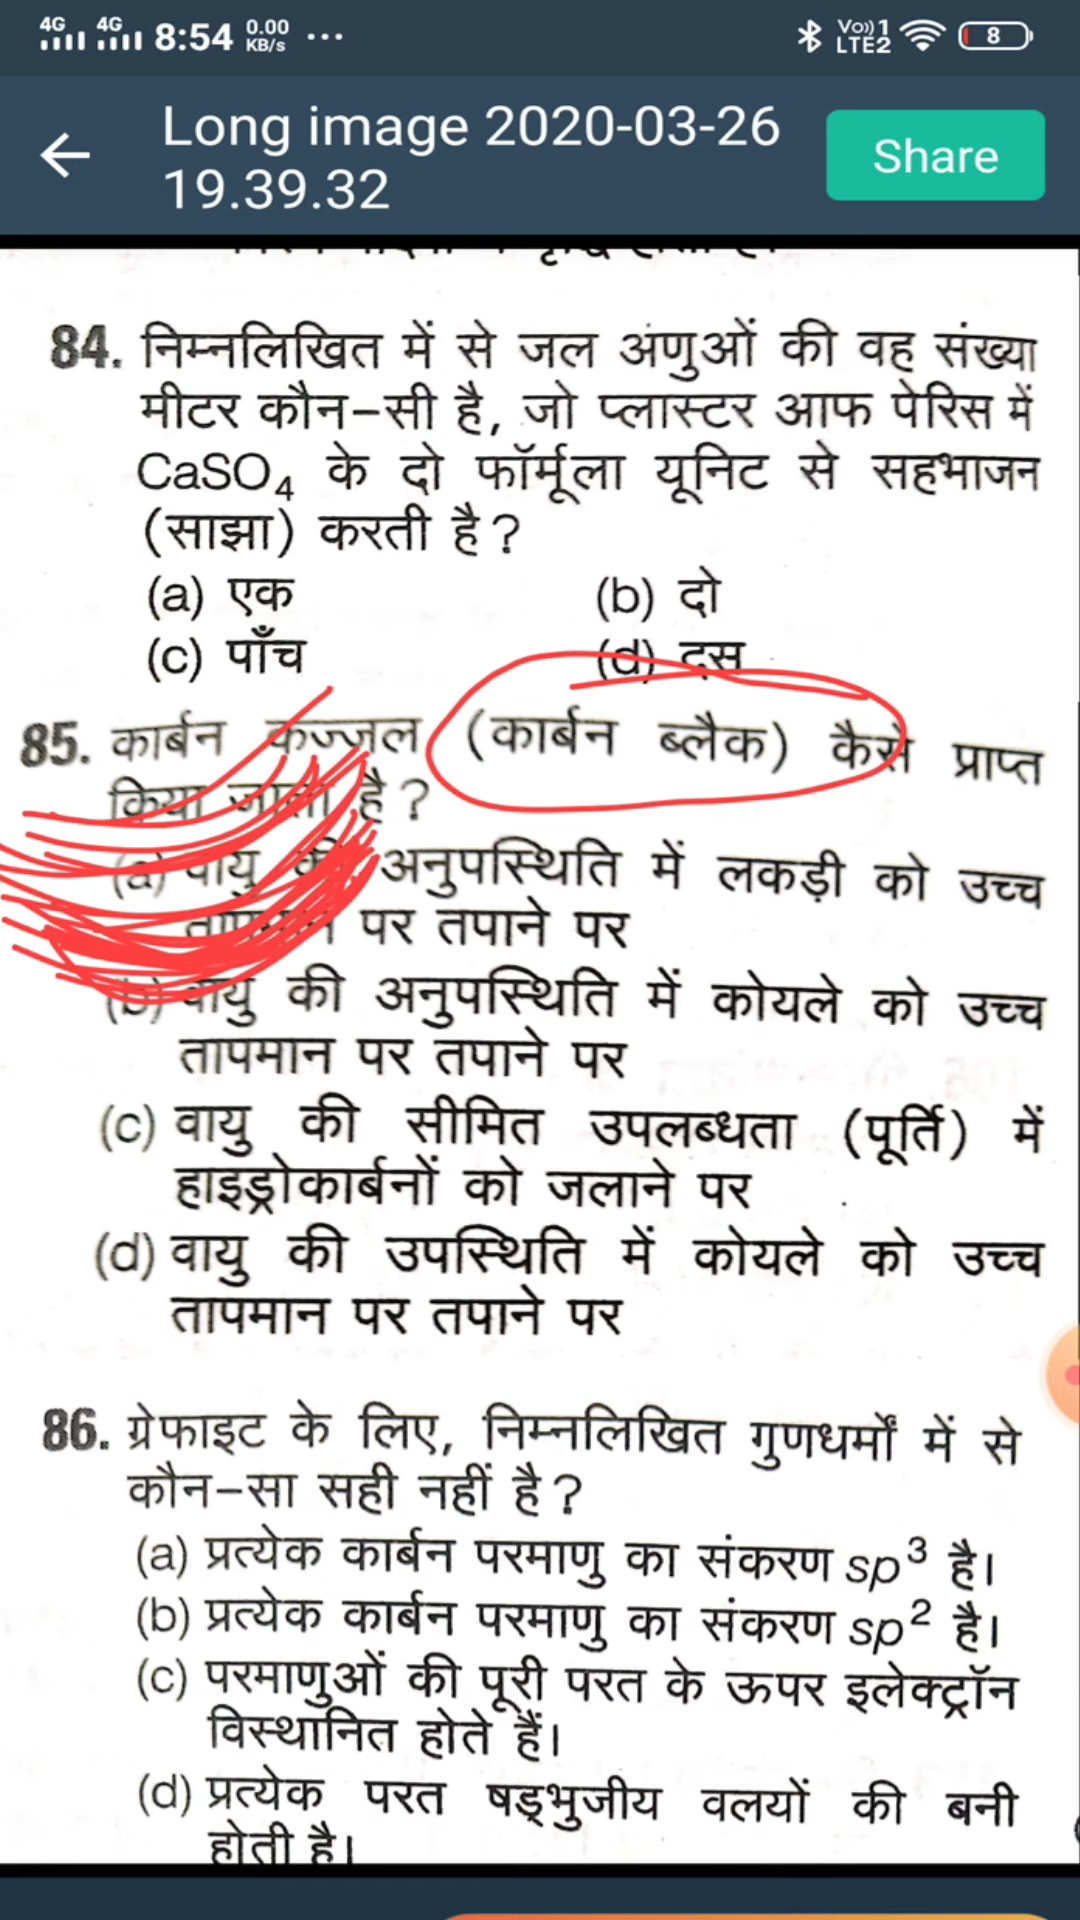 4G 4G 8:54 0.00 KB/s ... Vo)) 1 LTE2 8
Long image 2020-03-26
19.39.32
Share
84. निम्नलिखित में से जल अणुओं की वह संख्या
मीटर कौन-सी है, जो प्लास्टर आफ पेरिस में
CaSO₄ के दो फॉर्मूला यूनिट से सहभाजन
(साझा) करती है?
(a) एक (b) दो
(c) पाँच (d) दस
85. कार्बन कज्जल (कार्बन ब्लैक) कैसे प्राप्त
किया जाता है?
(a) वायु की अनुपस्थिति में लकड़ी को उच्च
तापमान पर तपाने पर
(b) वायु की अनुपस्थिति में कोयले को उच्च
तापमान पर तपाने पर
(c) वायु की सीमित उपलब्धता (पूर्ति) में
हाइड्रोकार्बनों को जलाने पर
(d) वायु की उपस्थिति में कोयले को उच्च
तापमान पर तपाने पर
86. ग्रेफाइट के लिए, निम्नलिखित गुणधर्मों में से
कौन-सा सही नहीं है?
(a) प्रत्येक कार्बन परमाणु का संकरण sp³ है।
(b) प्रत्येक कार्बन परमाणु का संकरण sp² है।
(c) परमाणुओं की पूरी परत के ऊपर इलेक्ट्रॉन
विस्थानित होते हैं।
(d) प्रत्येक परत षड्भुजीय वलयों की बनी
होती है।